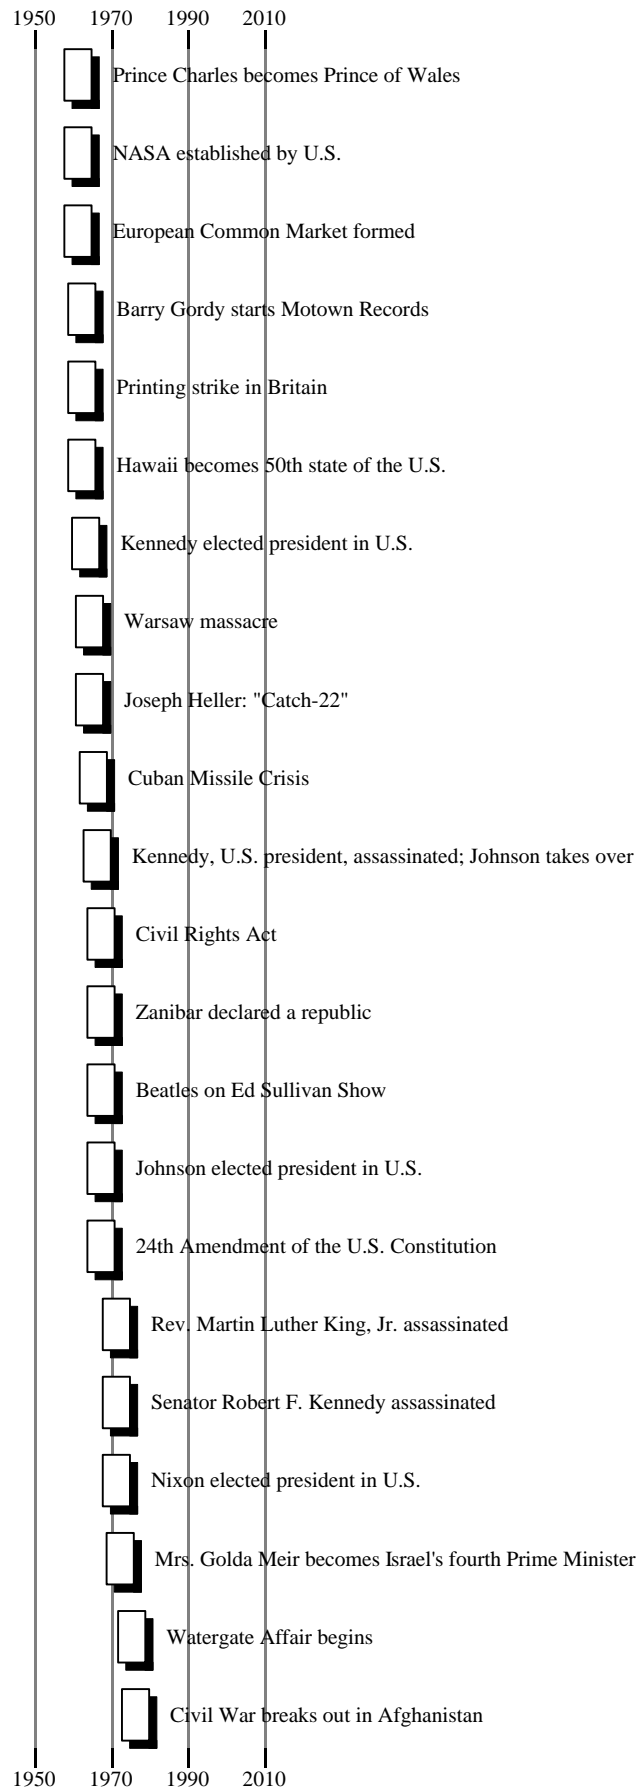 1950 1970 1990 2010
Prince Charles becomes Prince of Wales
NASA established by U.S.
European Common Market formed
Barry Gordy starts Motown Records
Printing strike in Britain
Hawaii becomes 50th state of the U.S.
Kennedy elected president in U.S.
Warsaw massacre
Joseph Heller: "Catch-22"
Cuban Missile Crisis
Kennedy, U.S. president, assassinated; Johnson takes over
Civil Rights Act
Zanibar declared a republic
Beatles on Ed Sullivan Show
Johnson elected president in U.S.
24th Amendment of the U.S. Constitution
Rev. Martin Luther King, Jr. assassinated
Senator Robert F. Kennedy assassinated
Nixon elected president in U.S.
Mrs. Golda Meir becomes Israel's fourth Prime Minister
Watergate Affair begins
Civil War breaks out in Afghanistan
1950 1970 1990 2010